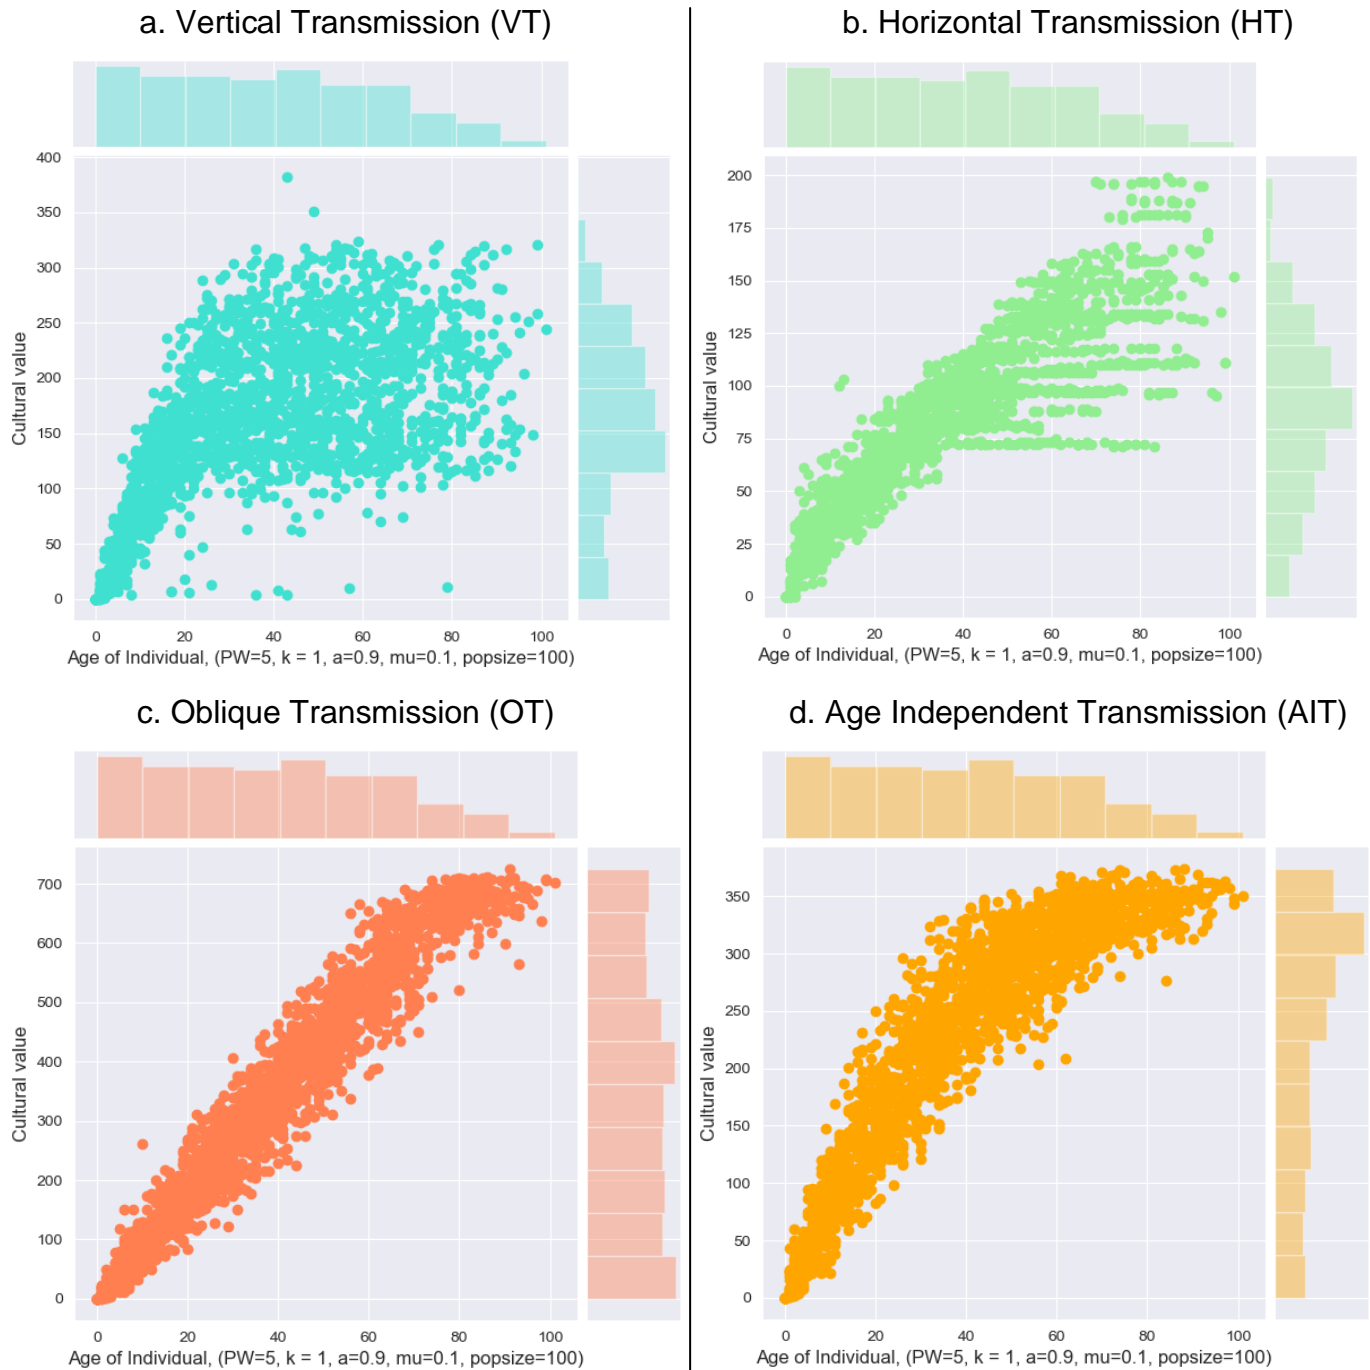 a. Vertical Transmission (VT)
400
350
300
250
200
150
100
50
0
Cultural value
0 20 40 60 80 100
Age of Individual, (PW=5, k = 1, a=0.9, mu=0.1, popsize=100)
b. Horizontal Transmission (HT)
200
175
150
125
100
75
50
25
0
Cultural value
0 20 40 60 80 100
Age of Individual, (PW=5, k = 1, a=0.9, mu=0.1, popsize=100)
c. Oblique Transmission (OT)
700
600
500
400
300
200
100
0
Cultural value
0 20 40 60 80 100
Age of Individual, (PW=5, k = 1, a=0.9, mu=0.1, popsize=100)
d. Age Independent Transmission (AIT)
350
300
250
200
150
100
50
0
Cultural value
0 20 40 60 80 100
Age of Individual, (PW=5, k = 1, a=0.9, mu=0.1, popsize=100)